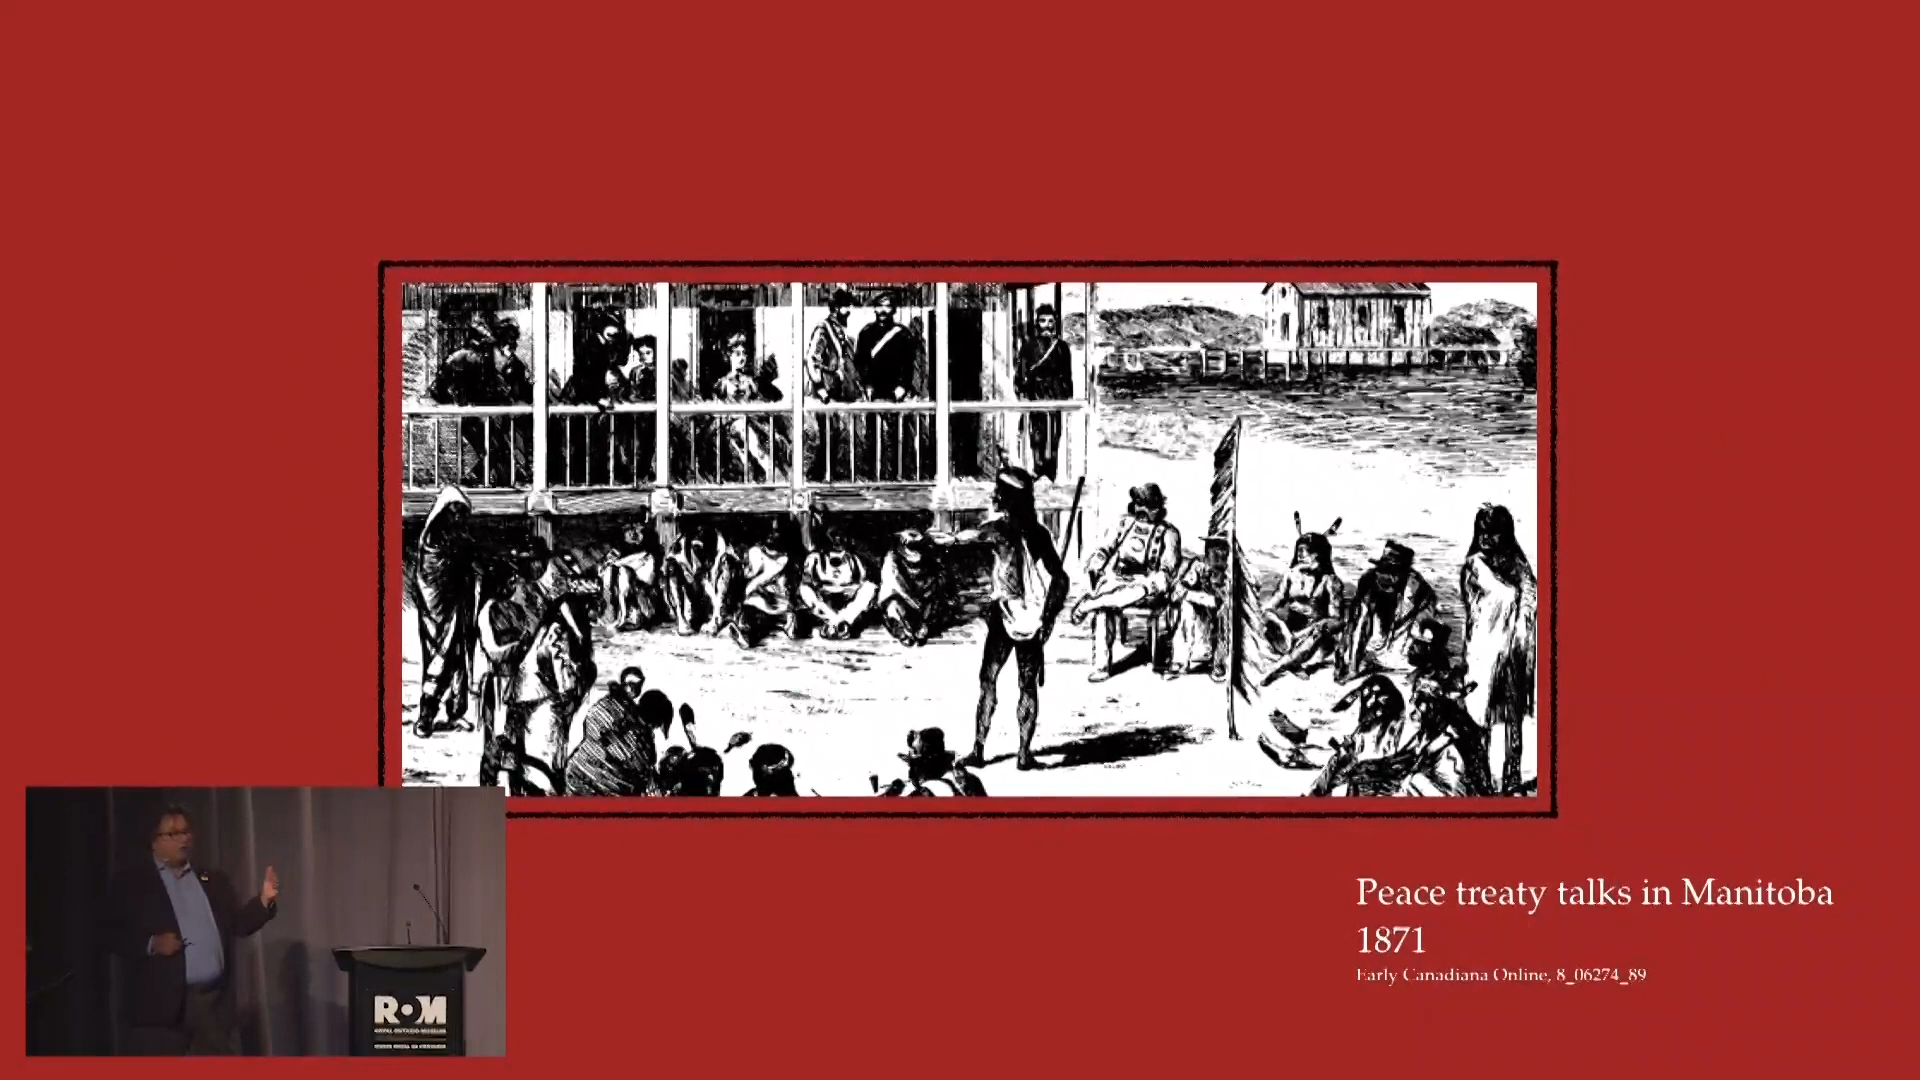 Peace treaty talks in Manitoba
1871
Early Canadiana Online, 8_06274_89
ROM
ROYAL ONTARIO MUSEUM